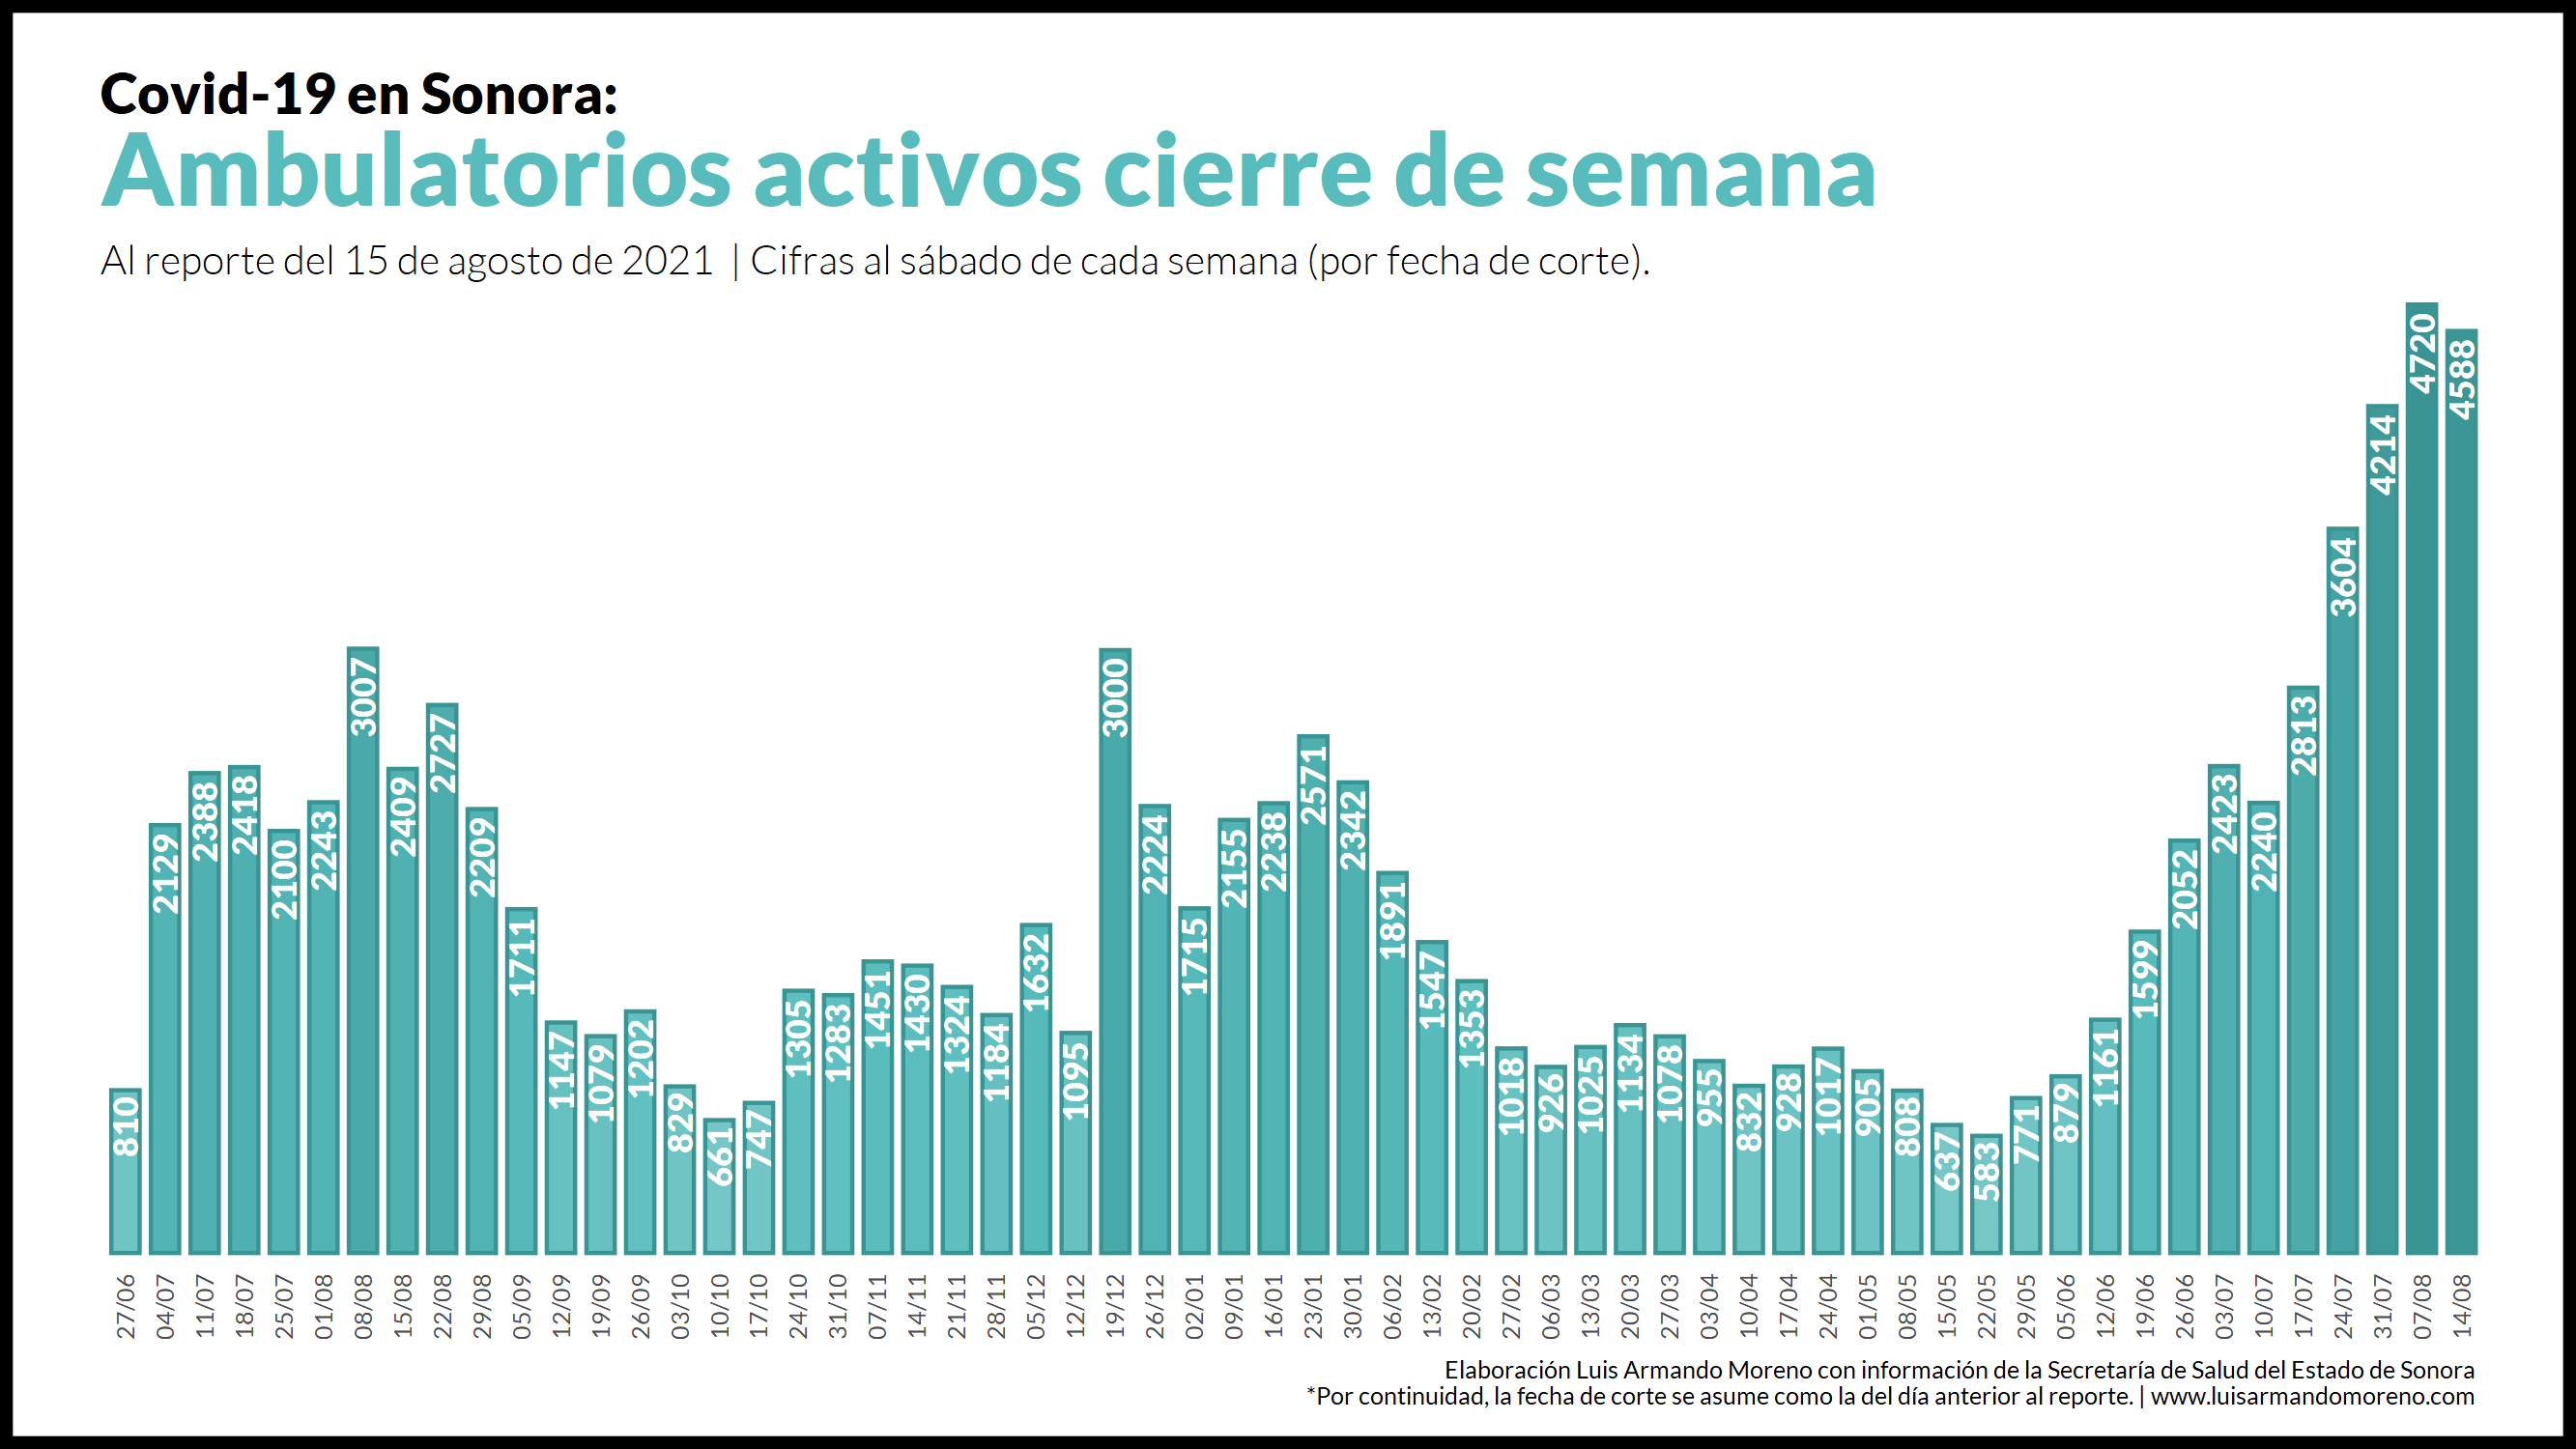 Covid-19 en Sonora:
Ambulatorios activos cierre de semana
Al reporte del 15 de agosto de 2021 | Cifras al sábado de cada semana (por fecha de corte).
810 2129 2388 2418 2100 2243 3007 2409 2727 2209 1711 1147 1079 1202 829 661 747 1305 1283 1451 1430 1324 1184 1632 1095 3000 2224 1715 2155 2238 2571 2342 1891 1547 1353 1018 926 1025 1134 1078 955 832 928 1017 905 808 637 583 771 879 1161 1599 2052 2423 2240 2813 3604 4214 4720 4588
27/06 04/07 11/07 18/07 25/07 01/08 08/08 15/08 22/08 29/08 05/09 12/09 19/09 26/09 03/10 10/10 17/10 24/10 31/10 07/11 14/11 21/11 28/11 05/12 12/12 19/12 26/12 02/01 09/01 16/01 23/01 30/01 06/02 13/02 20/02 27/02 06/03 13/03 20/03 27/03 03/04 10/04 17/04 24/04 01/05 08/05 15/05 22/05 29/05 05/06 12/06 19/06 26/06 03/07 10/07 17/07 24/07 31/07 07/08 14/08
Elaboración Luis Armando Moreno con información de la Secretaría de Salud del Estado de Sonora
*Por continuidad, la fecha de corte se asume como la del día anterior al reporte. | www.luisarmandomoreno.com